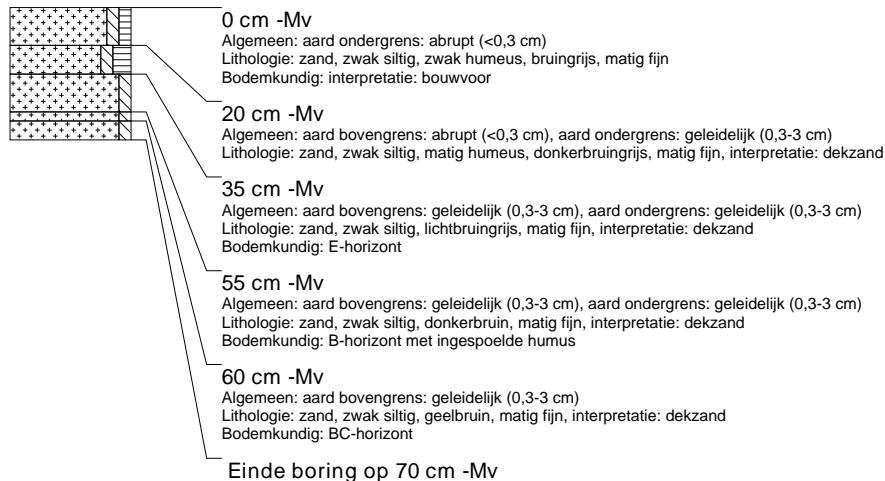 0 cm -Mv
Algemeen: aard ondergrens: abrupt (<0,3 cm)
Lithologie: zand, zwak siltig, zwak humeus, bruingrijs, matig fijn
Bodemkundig: interpretatie: bouwvoor
20 cm -Mv
Algemeen: aard bovengrens: abrupt (<0,3 cm), aard ondergrens: geleidelijk (0,3-3 cm)
Lithologie: zand, zwak siltig, matig humeus, donkerbruingrijs, matig fijn, interpretatie: dekzand
35 cm -Mv
Algemeen: aard bovengrens: geleidelijk (0,3-3 cm), aard ondergrens: geleidelijk (0,3-3 cm)
Lithologie: zand, zwak siltig, lichtbruingrijs, matig fijn, interpretatie: dekzand
Bodemkundig: E-horizont
55 cm -Mv
Algemeen: aard bovengrens: geleidelijk (0,3-3 cm), aard ondergrens: geleidelijk (0,3-3 cm)
Lithologie: zand, zwak siltig, donkerbruin, matig fijn, interpretatie: dekzand
Bodemkundig: B-horizont met ingespoelde humus
60 cm -Mv
Algemeen: aard bovengrens: geleidelijk (0,3-3 cm)
Lithologie: zand, zwak siltig, geelbruin, matig fijn, interpretatie: dekzand
Bodemkundig: BC-horizont
Einde boring op 70 cm -Mv